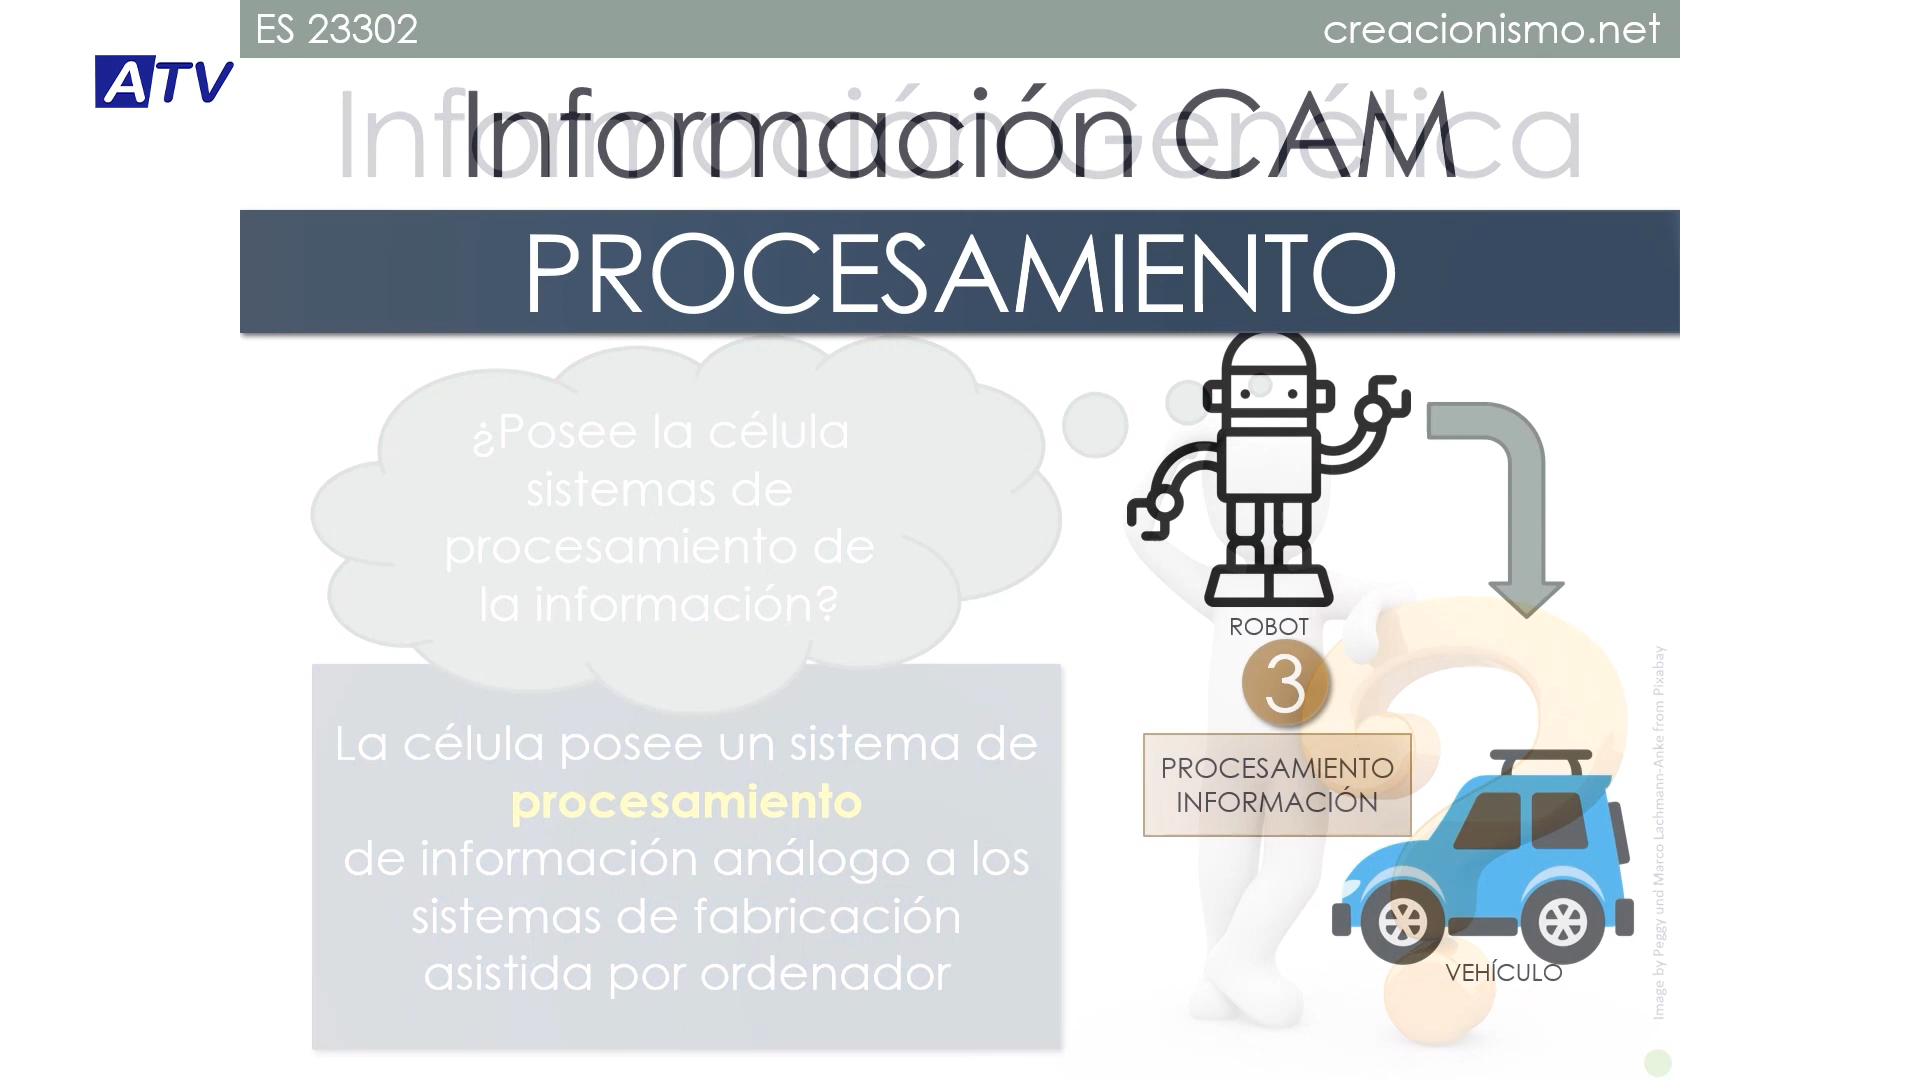 ES 23302
creacionismo.net
ATV
Información Genética
Información CAM
PROCESAMIENTO
¿Posee la célula
sistemas de
procesamiento de
la información?
La célula posee un sistema de
procesamiento
de información análogo a los
sistemas de fabricación
asistida por ordenador
ROBOT
3
PROCESAMIENTO
INFORMACIÓN
VEHÍCULO
Image by Peggy und Marco Lachmann-Anke from Pixabay